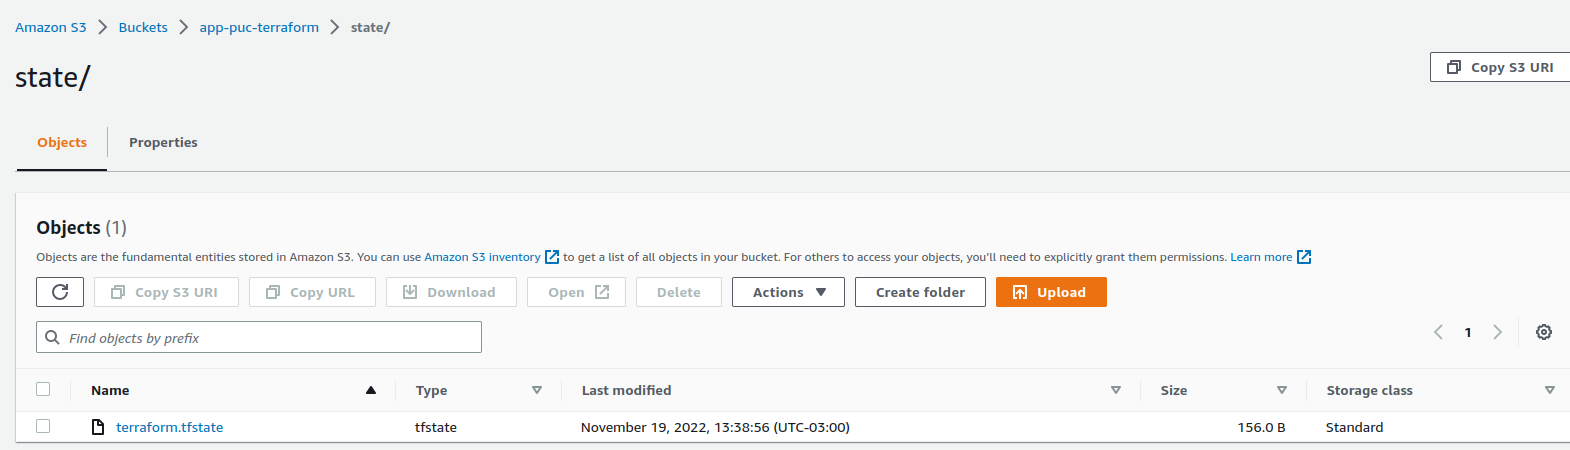 Amazon S3 > Buckets > app-puc-terraform > state/
state/
Copy S3 URI
Objects Properties
Objects (1)
Objects are the fundamental entities stored in Amazon S3. You can use Amazon S3 inventory to get a list of all objects in your bucket. For others to access your objects, you'll need to explicitly grant them permissions. Learn more
Copy S3 URI Copy URL Download Open Delete Actions Create folder Upload
Find objects by prefix
1
Name Type Last modified Size Storage class
terraform.tfstate tfstate November 19, 2022, 13:38:56 (UTC-03:00) 156.0 B Standard